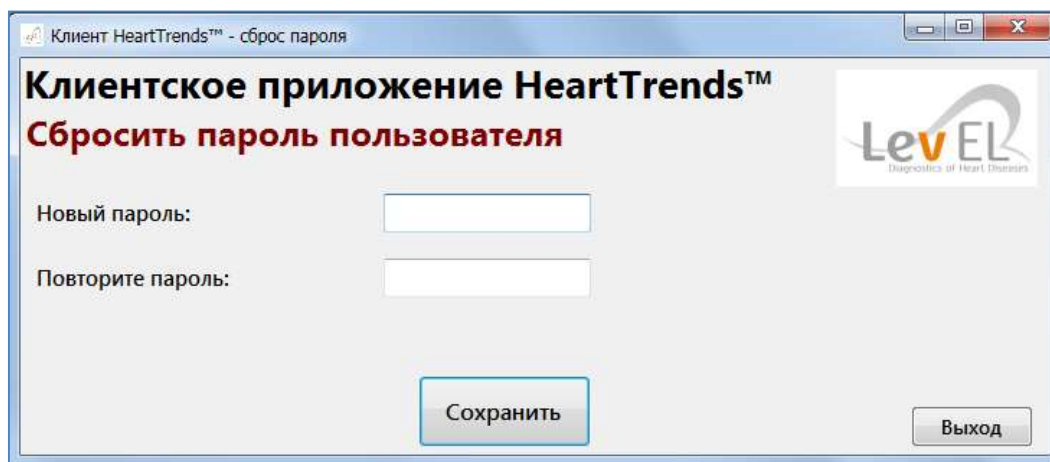 Клиент HeartTrends™ - сброс пароля
Клиентское приложение HeartTrends™
Сбросить пароль пользователя
LevEL
Diagnostics of Heart Diseases
Новый пароль:
Повторите пароль:
Сохранить
Выход